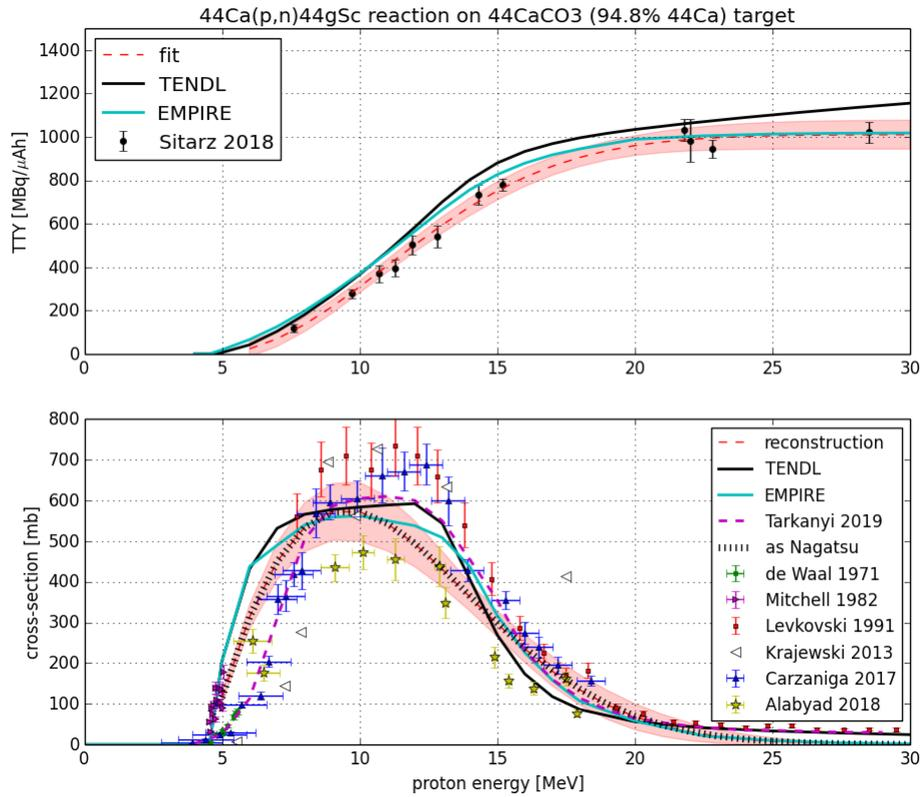 44Ca(p,n)44gSc reaction on 44CaCO3 (94.8% 44Ca) target
1400
1200
1000
800
600
400
200
0
TTY [MBq/μAh]
fit
TENDL
EMPIRE
Sitarz 2018
0 5 10 15 20 25 30
800
700
600
500
400
300
200
100
0
cross-section [mb]
reconstruction
TENDL
EMPIRE
Tarkanyi 2019
as Nagatsu
de Waal 1971
Mitchell 1982
Levkovski 1991
Krajewski 2013
Carzaniga 2017
Alabyad 2018
0 5 10 15 20 25 30
proton energy [MeV]